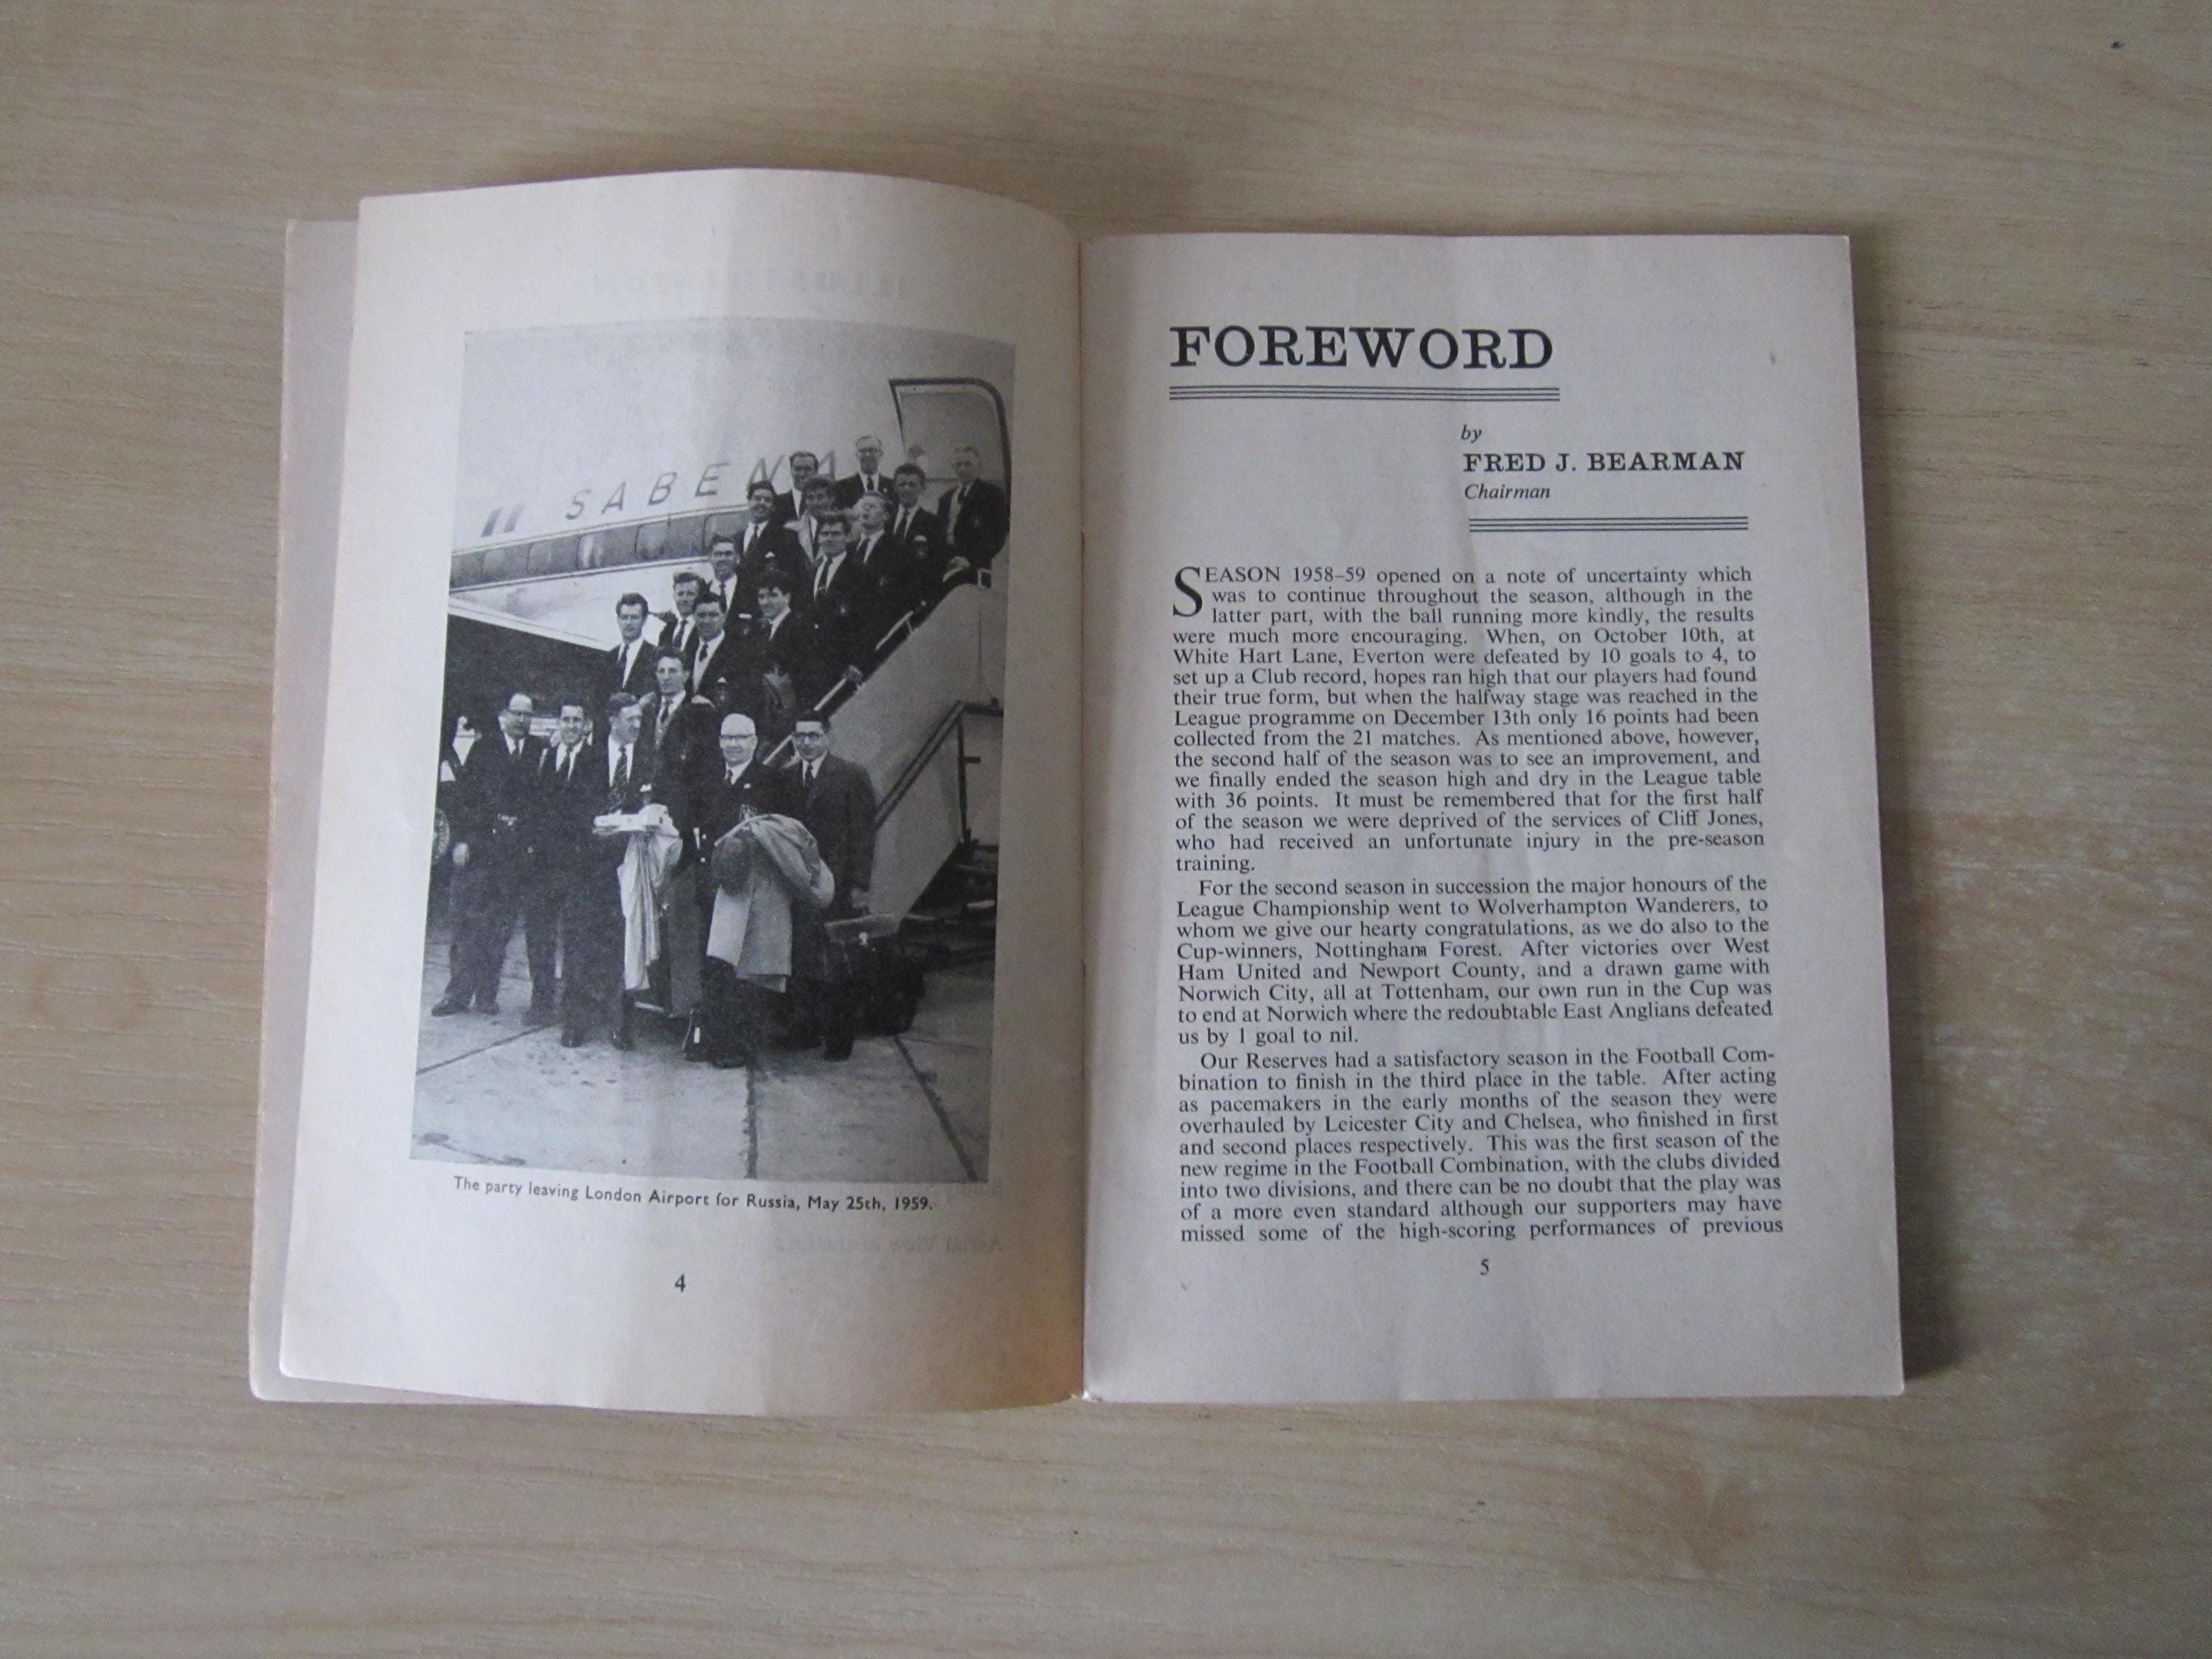 SABENA
The party leaving London Airport for Russia, May 25th, 1959.
4
FOREWORD
by
FRED J. BEARMAN
Chairman
SEASON 1958–59 opened on a note of uncertainty which
was to continue throughout the season, although in the
latter part, with the ball running more kindly, the results
were much more encouraging. When, on October 10th, at
White Hart Lane, Everton were defeated by 10 goals to 4, to
set up a Club record, hopes ran high that our players had found
their true form, but when the halfway stage was reached in the
League programme on December 13th only 16 points had been
collected from the 21 matches. As mentioned above, however,
the second half of the season was to see an improvement, and
we finally ended the season high and dry in the League table
with 36 points. It must be remembered that for the first half
of the season we were deprived of the services of Cliff Jones,
who had received an unfortunate injury in the pre-season
training.
For the second season in succession the major honours of the
League Championship went to Wolverhampton Wanderers, to
whom we give our hearty congratulations, as we do also to the
Cup-winners, Nottingham Forest. After victories over West
Ham United and Newport County, and a drawn game with
Norwich City, all at Tottenham, our own run in the Cup was
to end at Norwich where the redoubtable East Anglians defeated
us by 1 goal to nil.
Our Reserves had a satisfactory season in the Football Com-
bination to finish in the third place in the table. After acting
as pacemakers in the early months of the season they were
overhauled by Leicester City and Chelsea, who finished in first
and second places respectively. This was the first season of the
new regime in the Football Combination, with the clubs divided
into two divisions, and there can be no doubt that the play was
of a more even standard although our supporters may have
missed some of the high-scoring performances of previous
5